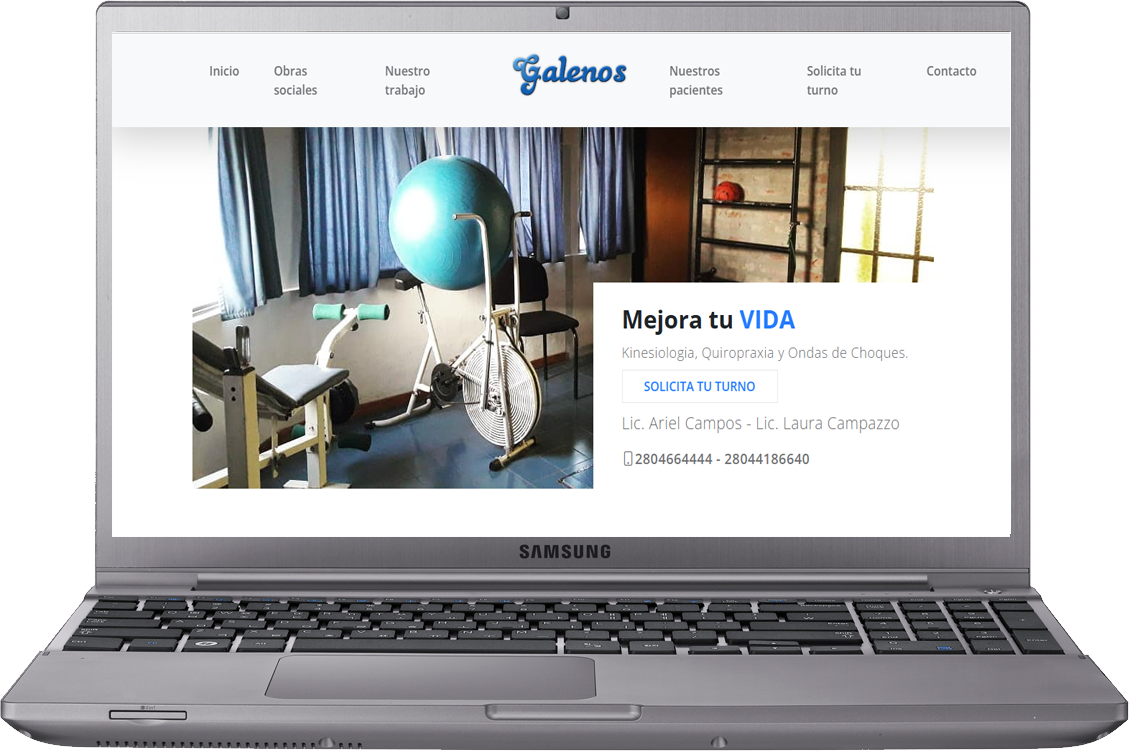 Inicio
Obras
sociales
Nuestro
trabajo
Galenos
Nuestros
pacientes
Solicita tu
turno
Contacto
Mejora tu VIDA
Kinesiologia, Quiropraxia y Ondas de Choques.
SOLICITA TU TURNO
Lic. Ariel Campos - Lic. Laura Campazzo
2804664444 - 28044186640
SAMSUNG